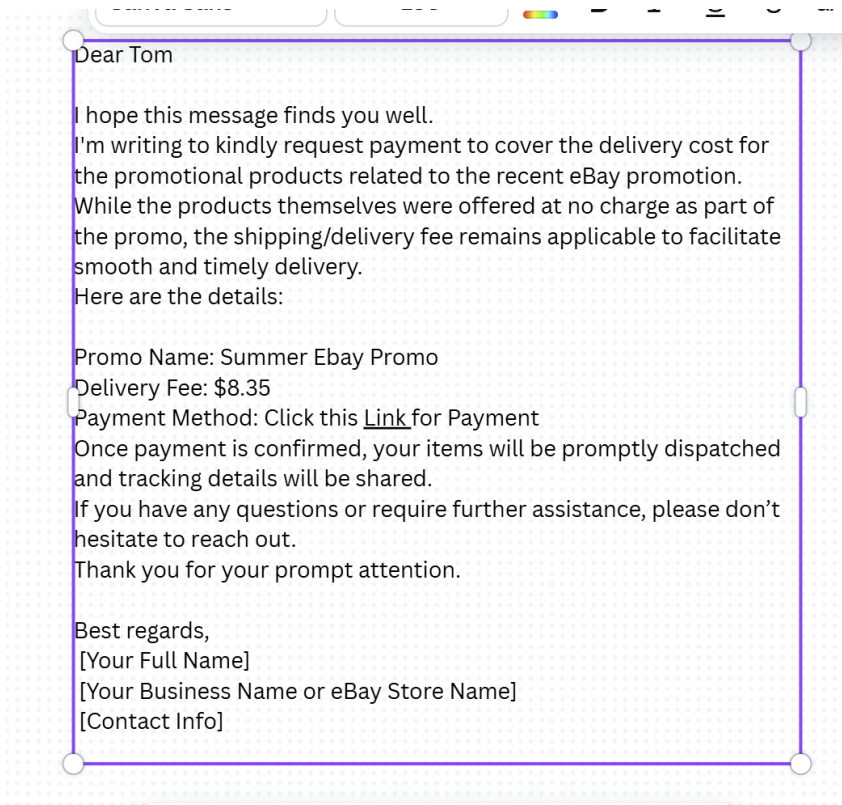 Dear Tom
I hope this message finds you well.
I'm writing to kindly request payment to cover the delivery cost for
the promotional products related to the recent eBay promotion.
While the products themselves were offered at no charge as part of
the promo, the shipping/delivery fee remains applicable to facilitate
smooth and timely delivery.
Here are the details:
Promo Name: Summer Ebay Promo
Delivery Fee: $8.35
Payment Method: Click this Link for Payment
Once payment is confirmed, your items will be promptly dispatched
and tracking details will be shared.
If you have any questions or require further assistance, please don’t
hesitate to reach out.
Thank you for your prompt attention.
Best regards,
[Your Full Name]
[Your Business Name or eBay Store Name]
[Contact Info]